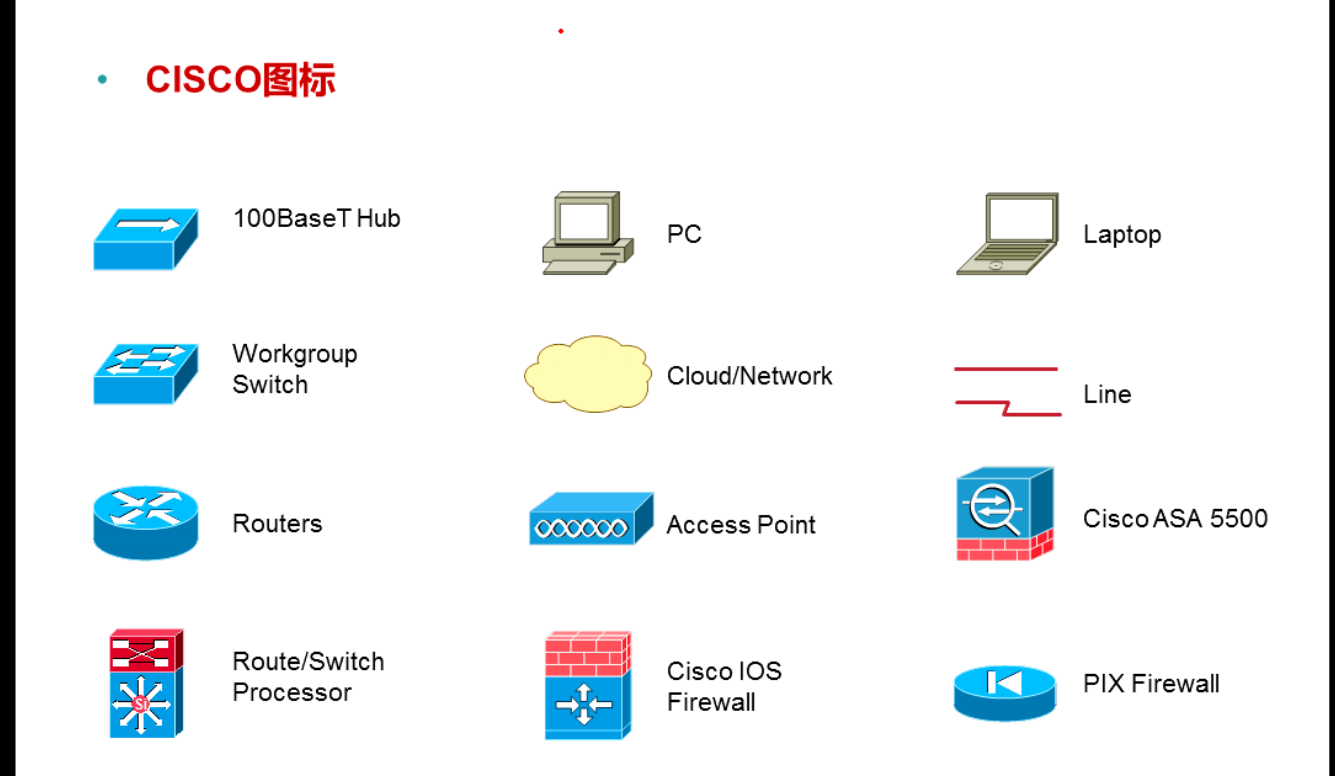 CISCO图标
100BaseT Hub
PC
Laptop
Workgroup
Switch
Cloud/Network
Line
Routers
Access Point
Cisco ASA 5500
Route/Switch
Processor
Cisco IOS
Firewall
PIX Firewall
SI